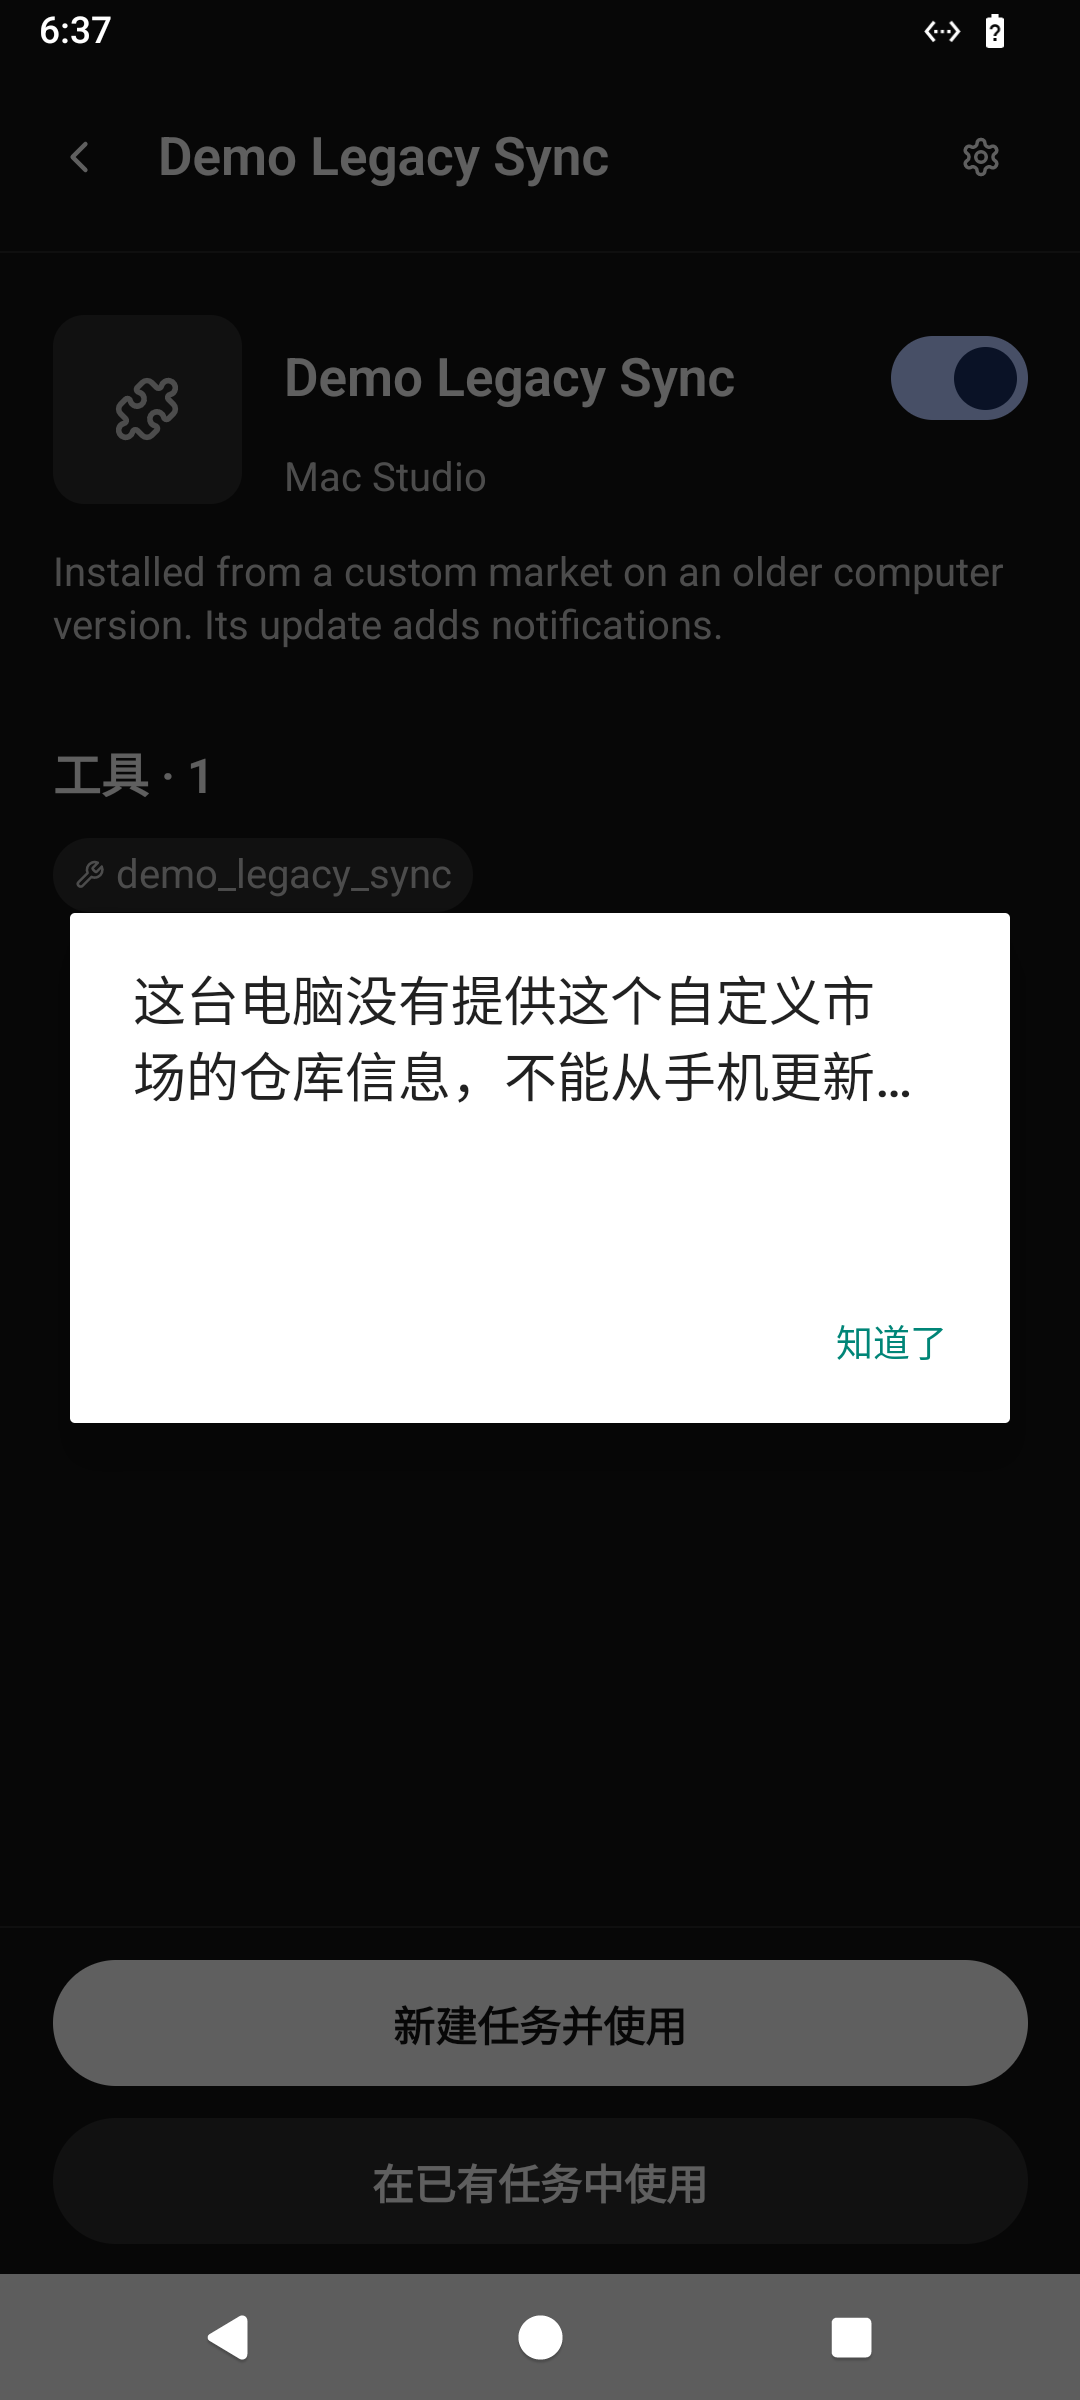 6:37
Demo Legacy Sync
Demo Legacy Sync
Mac Studio
Installed from a custom market on an older computer
version. Its update adds notifications.
工具 · 1
demo_legacy_sync
这台电脑没有提供这个自定义市
场的仓库信息，不能从手机更新...
知道了
新建任务并使用
在已有任务中使用